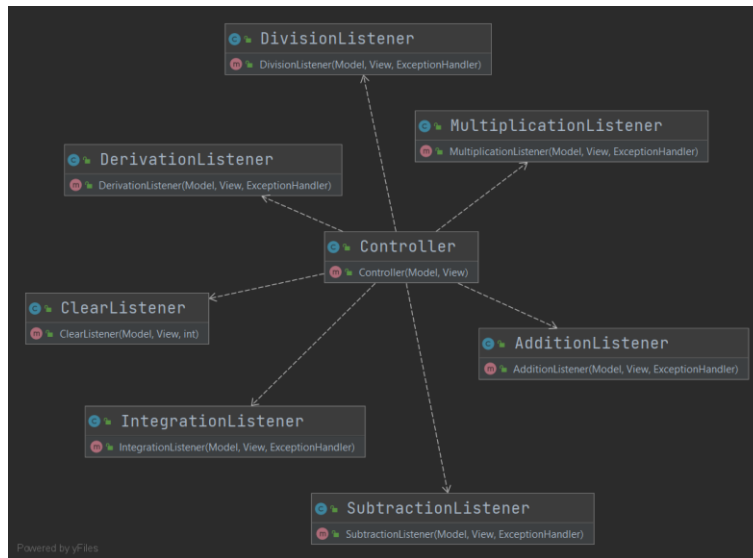 DivisionListener
DivisionListener(Model, View, ExceptionHandler)
MultiplicationListener
MultiplicationListener(Model, View, ExceptionHandler)
DerivationListener
DerivationListener(Model, View, ExceptionHandler)
Controller
Controller(Model, View)
ClearListener
ClearListener(Model, View, int)
AdditionListener
AdditionListener(Model, View, ExceptionHandler)
IntegrationListener
IntegrationListener(Model, View, ExceptionHandler)
SubtractionListener
SubtractionListener(Model, View, ExceptionHandler)
Powered by yFiles